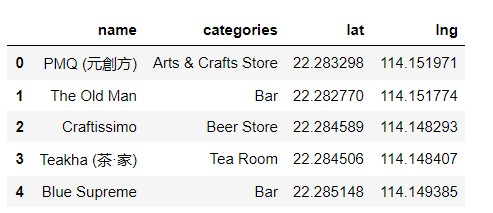 name categories lat lng
0 PMQ (元創方) Arts & Crafts Store 22.283298 114.151971
1 The Old Man Bar 22.282770 114.151774
2 Craftissimo Beer Store 22.284589 114.148293
3 Teakha (茶·家) Tea Room 22.284506 114.148407
4 Blue Supreme Bar 22.285148 114.149385